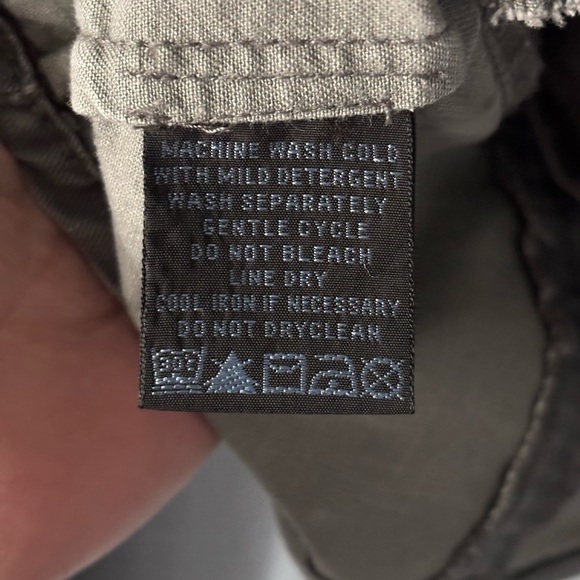 MACHINE WASH COLD
WITH MILD DETERGENT
WASH SEPARATELY
GENTLE CYCLE
DO NOT BLEACH
LINE DRY
COOL IRON IF NECESSARY
DO NOT DRYCLEAN